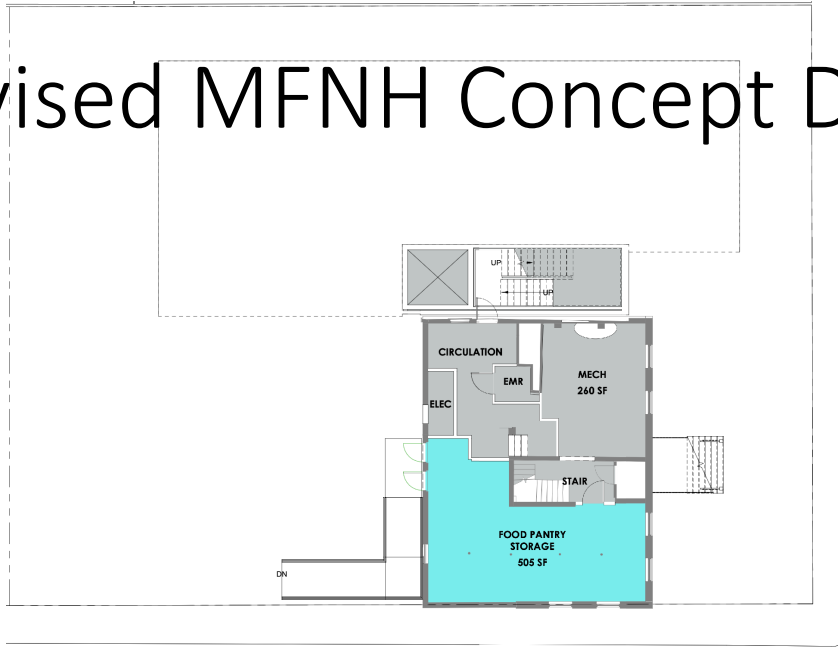 vised MFNH Concept D
UP
UP
CIRCULATION
EMR
MECH
260 SF
ELEC
STAIR
FOOD PANTRY
STORAGE
505 SF
DN